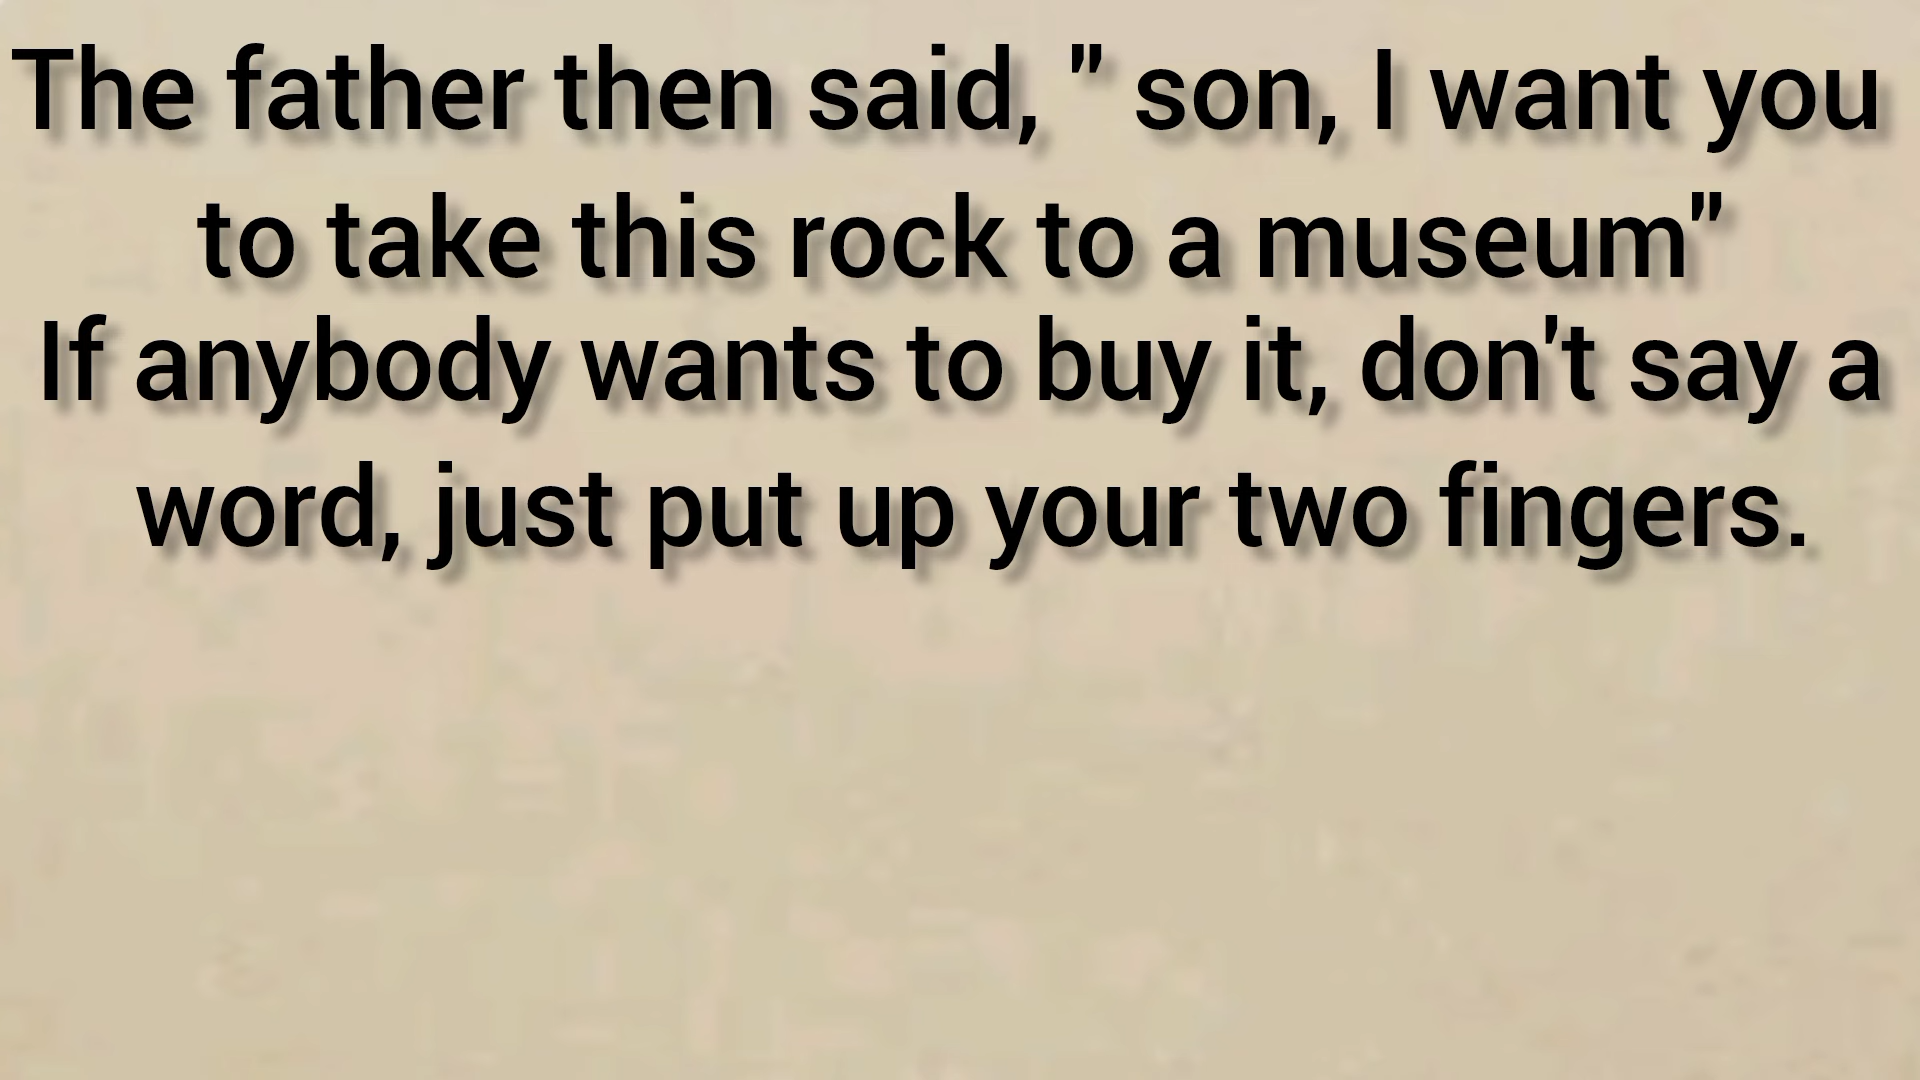 The father then said, " son, I want you
to take this rock to a museum"
If anybody wants to buy it, don't say a
word, just put up your two fingers.